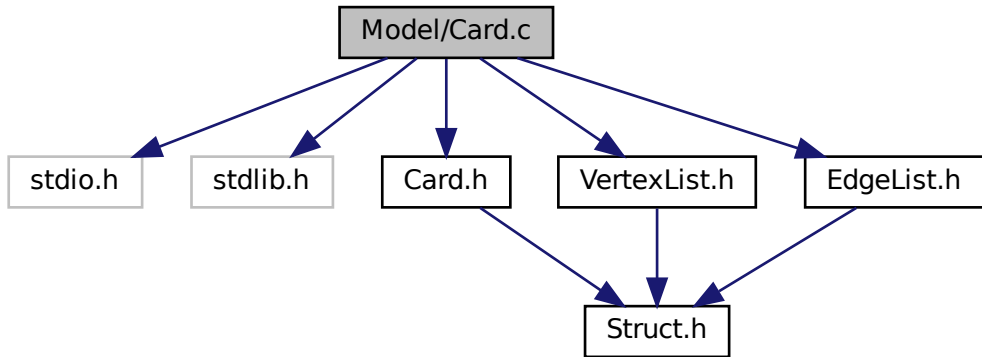 Model/Card.c
stdio.h
stdlib.h
Card.h
VertexList.h
EdgeList.h
Struct.h